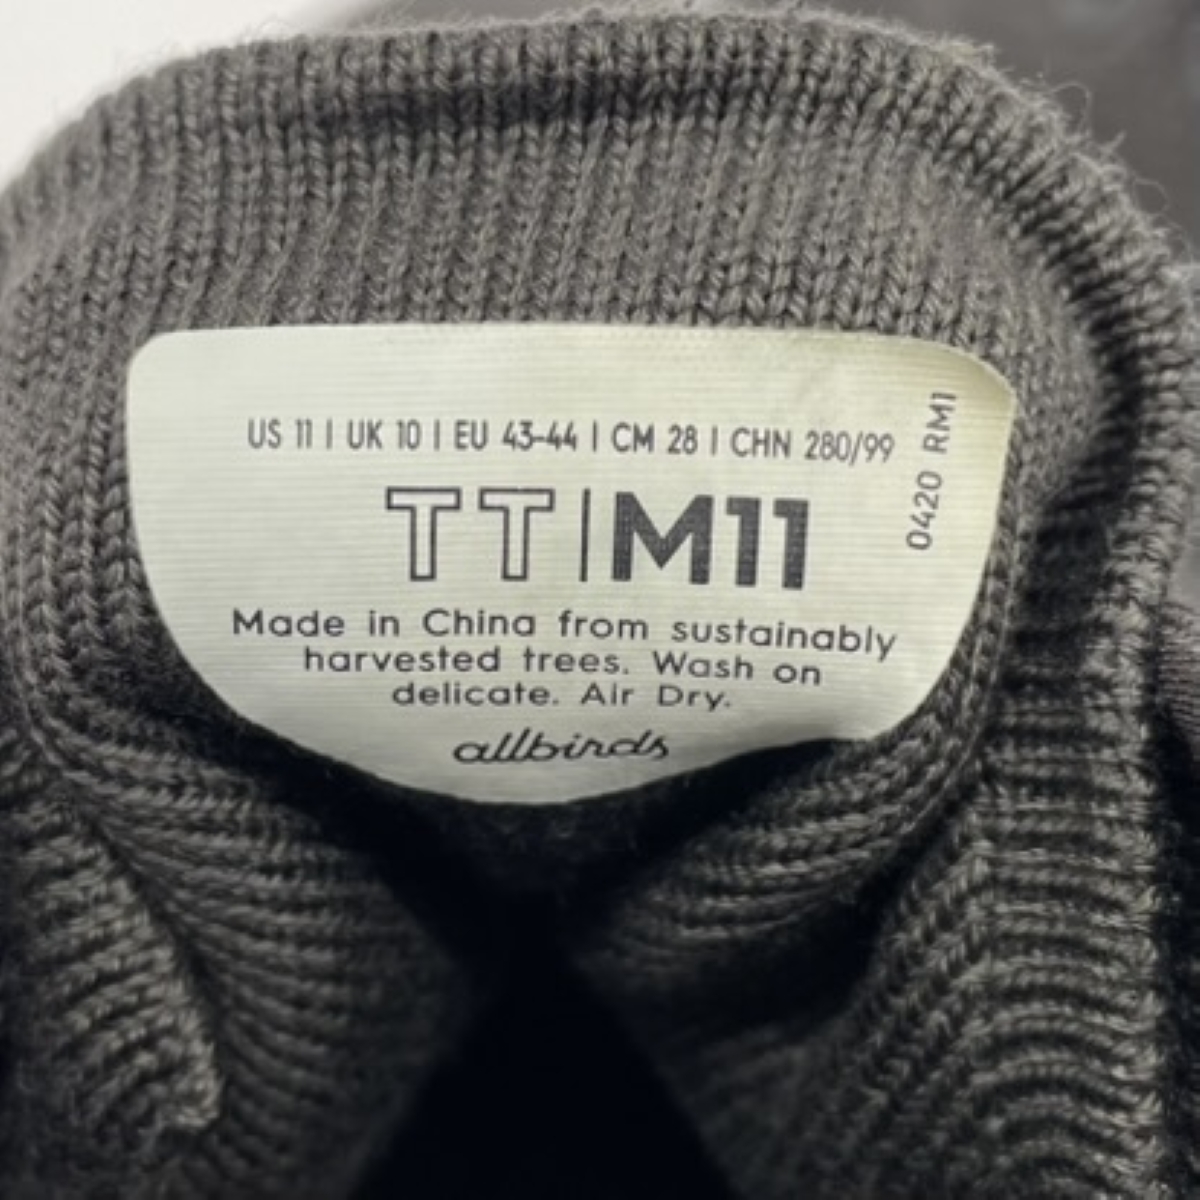 US 11 | UK 10 | EU 43-44 | CM 28 | CHN 280/99
0420 RM1
TT|M11
Made in China from sustainably
harvested trees. Wash on
delicate. Air Dry.
allbirds